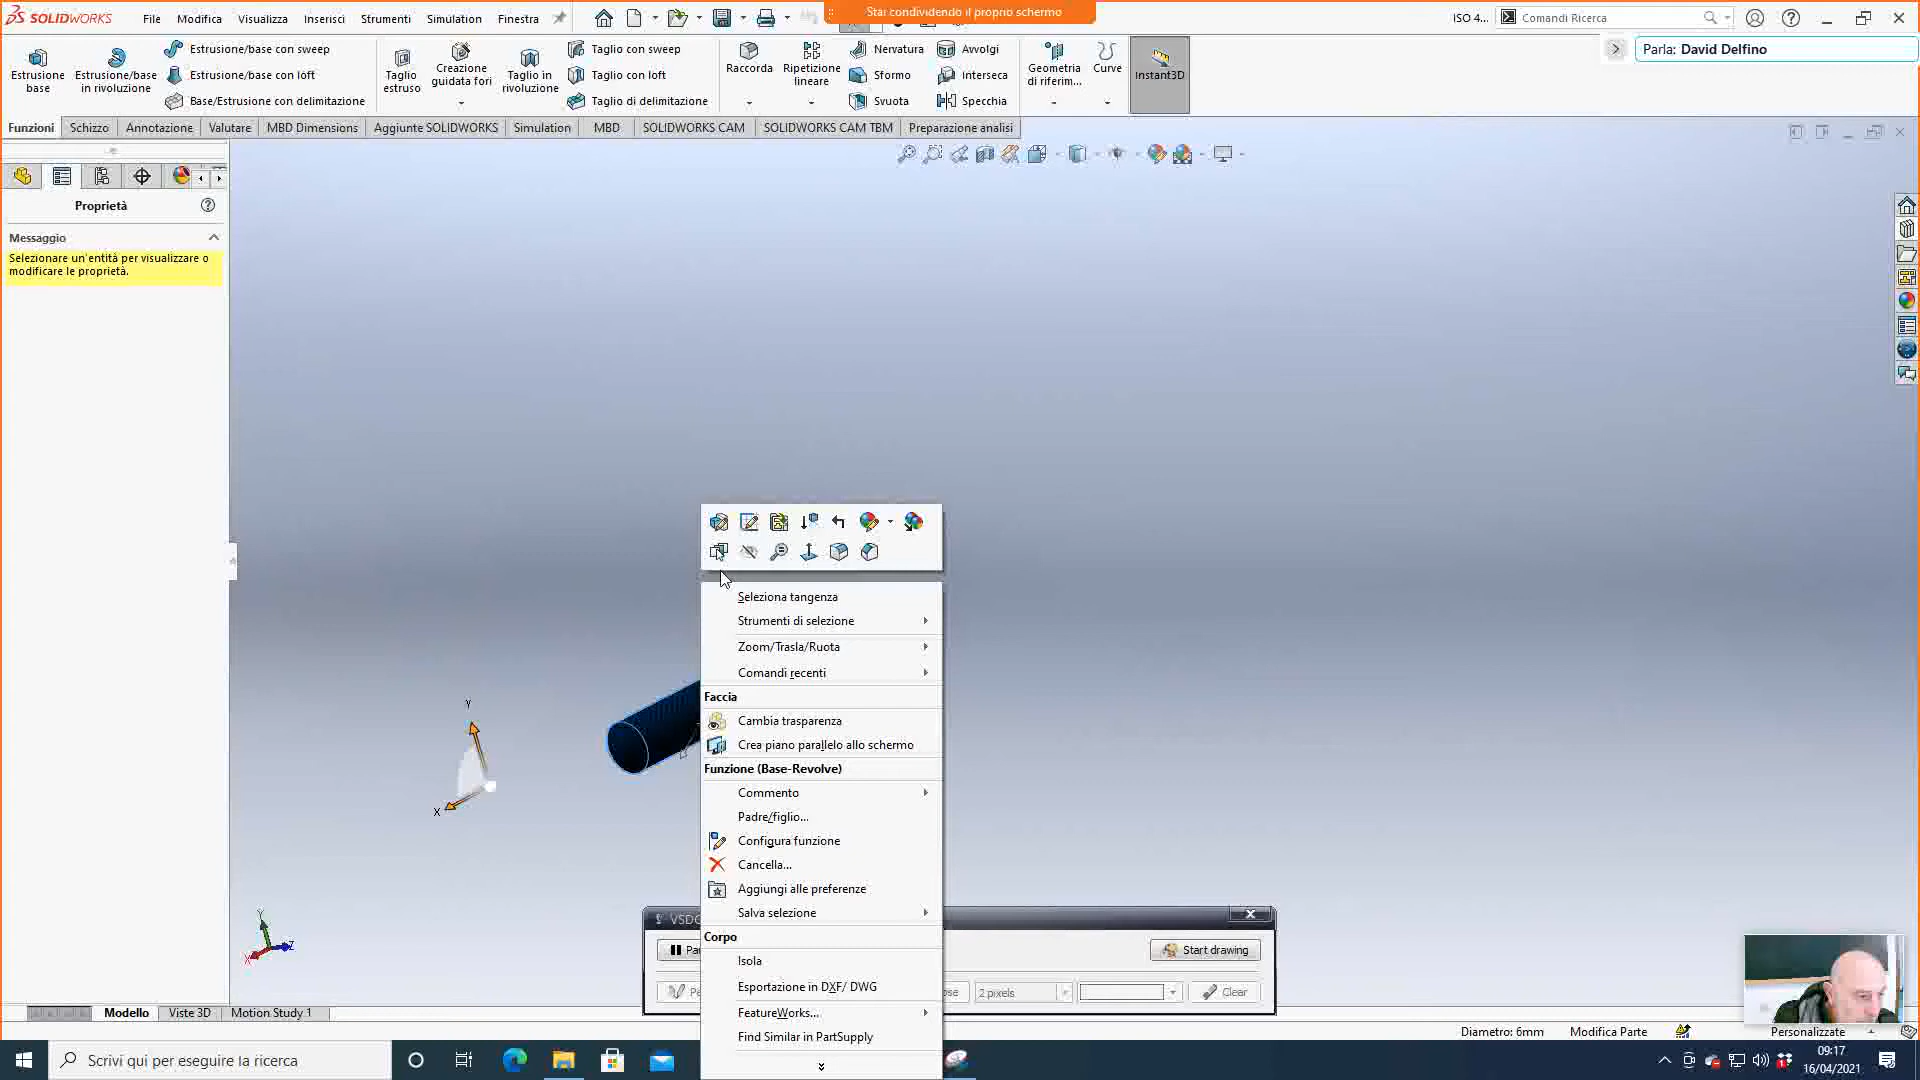 SOLIDWORKS
File
Modifica
Visualizza
Inserisci
Strumenti
Simulation
Finestra
Stai condividendo il proprio schermo
ISO 4...
Comandi Ricerca
Parla: David Delfino
Estrusione base
Estrusione/base in rivoluzione
Estrusione/base con sweep
Estrusione/base con loft
Base/Estrusione con delimitazione
Taglio estruso
Creazione guidata fori
Taglio in rivoluzione
Taglio con sweep
Taglio con loft
Taglio di delimitazione
Raccorda
Ripetizione lineare
Nervatura
Sformo
Svuota
Avvolgi
Interseca
Specchia
Geometria di riferim...
Curve
Instant3D
Funzioni
Schizzo
Annotazione
Valutare
MBD Dimensions
Aggiunte SOLIDWORKS
Simulation
MBD
SOLIDWORKS CAM
SOLIDWORKS CAM TBM
Preparazione analisi
Proprietà
Messaggio
Selezionare un'entità per visualizzare o
modificare le proprietà.
Seleziona tangenza
Strumenti di selezione
Zoom/Trasla/Ruota
Comandi recenti
Faccia
Cambia trasparenza
Crea piano parallelo allo schermo
Funzione (Base-Revolve)
Commento
Padre/figlio...
Configura funzione
Cancella...
Aggiungi alle preferenze
Salva selezione
Corpo
Isola
Esportazione in DXF/ DWG
FeatureWorks...
Find Similar in PartSupply
Y
X
Y
Z
X
Start drawing
2 pixels
Clear
Modello
Viste 3D
Motion Study 1
Diametro: 6mm
Modifica Parte
Personalizzate
Scrivi qui per eseguire la ricerca
09:17
16/04/2021